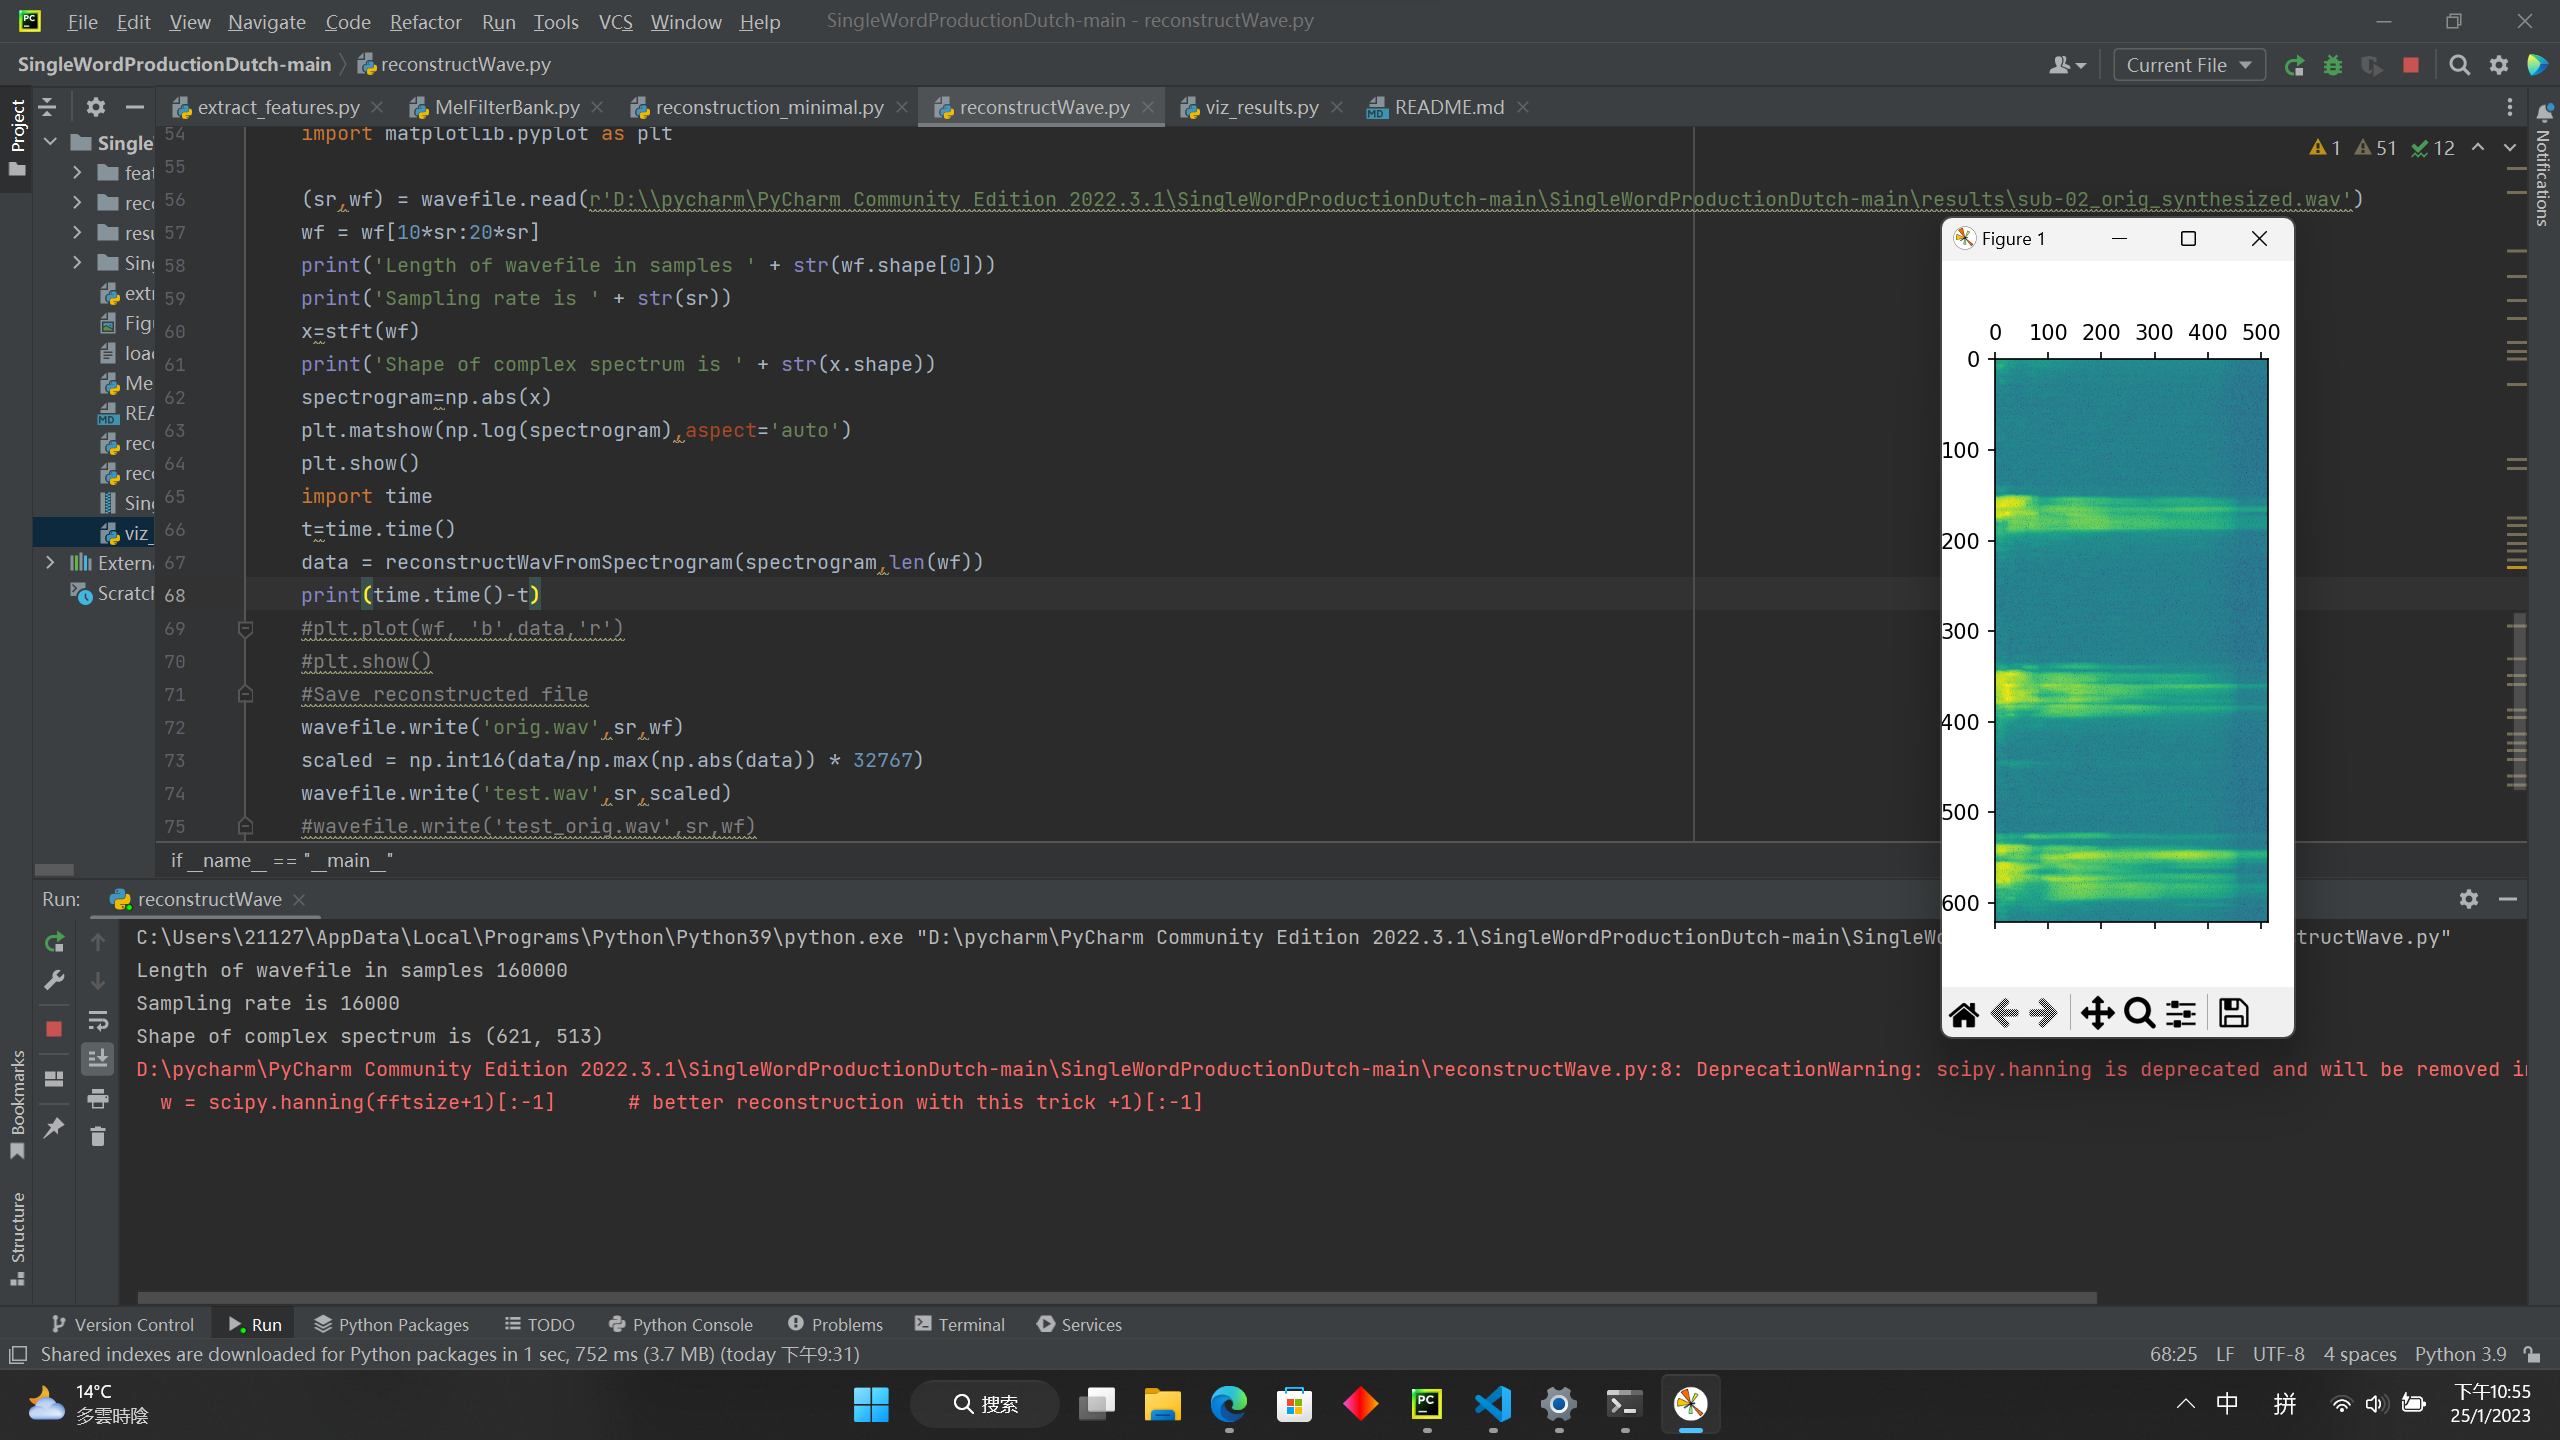 File Edit View Navigate Code Refactor Run Tools VCS Window Help SingleWordProductionDutch-main - reconstructWave.py
SingleWordProductionDutch-main reconstructWave.py Current File
Project
extract_features.py MelFilterBank.py reconstruction_minimal.py reconstructWave.py viz_results.py README.md
Single
feat
reco
resu
Sing
extr
Figu
load
Me
REA
reco
reco
Sing
viz_
Externa
Scratch
54 import matplotlib.pyplot as plt
55
1 51 12
56 (sr,wf) = wavefile.read(r'D:\\pycharm\PyCharm Community Edition 2022.3.1\SingleWordProductionDutch-main\SingleWordProductionDutch-main\results\sub-02_orig_synthesized.wav')
57 wf = wf[10*sr:20*sr]
58 print('Length of wavefile in samples ' + str(wf.shape[0]))
59 print('Sampling rate is ' + str(sr))
60 x=stft(wf)
61 print('Shape of complex spectrum is ' + str(x.shape))
62 spectrogram=np.abs(x)
63 plt.matshow(np.log(spectrogram),aspect='auto')
64 plt.show()
65 import time
66 t=time.time()
67 data = reconstructWavFromSpectrogram(spectrogram,len(wf))
68 print(time.time()-t)
69 #plt.plot(wf, 'b',data,'r')
70 #plt.show()
71 #Save reconstructed file
72 wavefile.write('orig.wav',sr,wf)
73 scaled = np.int16(data/np.max(np.abs(data)) * 32767)
74 wavefile.write('test.wav',sr,scaled)
75 #wavefile.write('test_orig.wav',sr,wf)
if __name__ == "__main__"
Notifications
Figure 1
0 100 200 300 400 500
0
100
200
300
400
500
600
Run: reconstructWave
C:\Users\21127\AppData\Local\Programs\Python\Python39\python.exe "D:\pycharm\PyCharm Community Edition 2022.3.1\SingleWordProductionDutch-main\SingleWo tructWave.py"
Length of wavefile in samples 160000
Sampling rate is 16000
Shape of complex spectrum is (621, 513)
D:\pycharm\PyCharm Community Edition 2022.3.1\SingleWordProductionDutch-main\SingleWordProductionDutch-main\reconstructWave.py:8: DeprecationWarning: scipy.hanning is deprecated and will be removed in
w = scipy.hanning(fftsize+1)[:-1] # better reconstruction with this trick +1)[:-1]
Bookmarks
Structure
Version Control Run Python Packages TODO Python Console Problems Terminal Services
Shared indexes are downloaded for Python packages in 1 sec, 752 ms (3.7 MB) (today 下午9:31) 68:25 LF UTF-8 4 spaces Python 3.9
14°C
多雲時陰
搜索
中 拼
下午10:55
25/1/2023